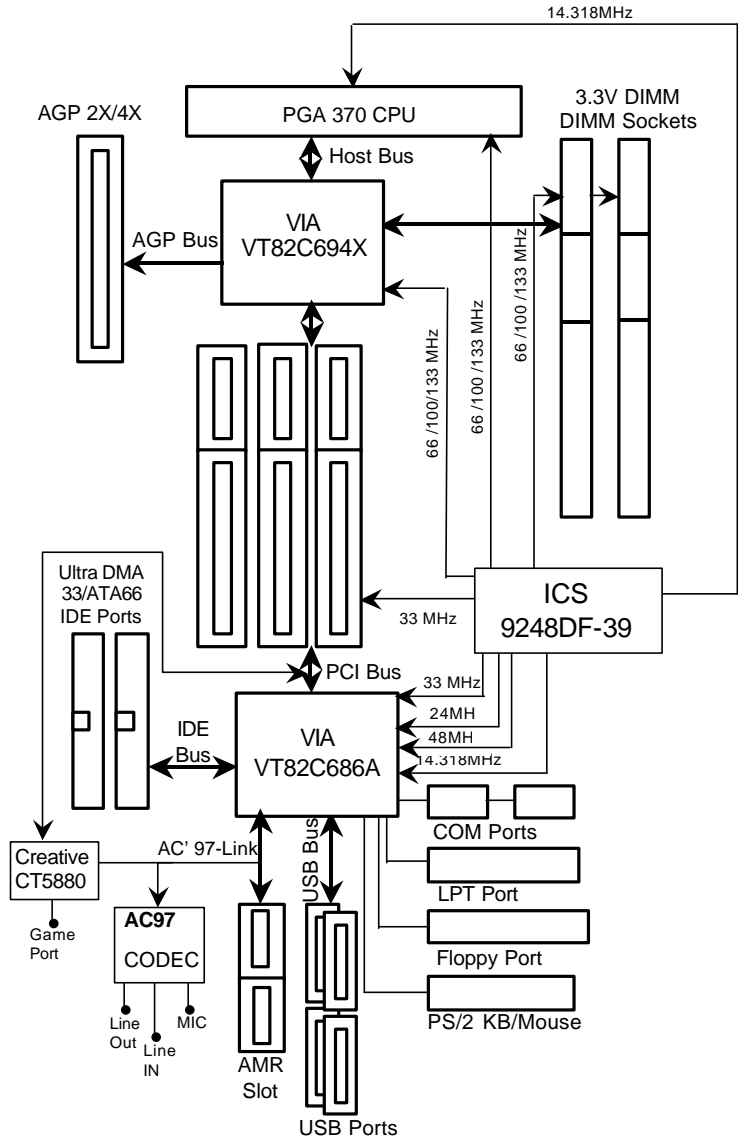 14.318MHz
AGP 2X/4X
PGA 370 CPU
3.3V DIMM
DIMM Sockets
Host Bus
VIA
VT82C694X
AGP Bus
66 /100/133 MHz
66 /100 /133 MHz
66 /100 /133 MHz
Ultra DMA
33/ATA66
IDE Ports
ICS
9248DF-39
33 MHz
PCI Bus
33 MHz
24MH
48MH
14.318MHz
IDE
Bus
VIA
VT82C686A
COM Ports
AC' 97-Link
USB Bus
Creative
CT5880
LPT Port
Game
Port
AC97
CODEC
Floppy Port
Line
Out
Line
IN
MIC
PS/2 KB/Mouse
AMR
Slot
USB Ports